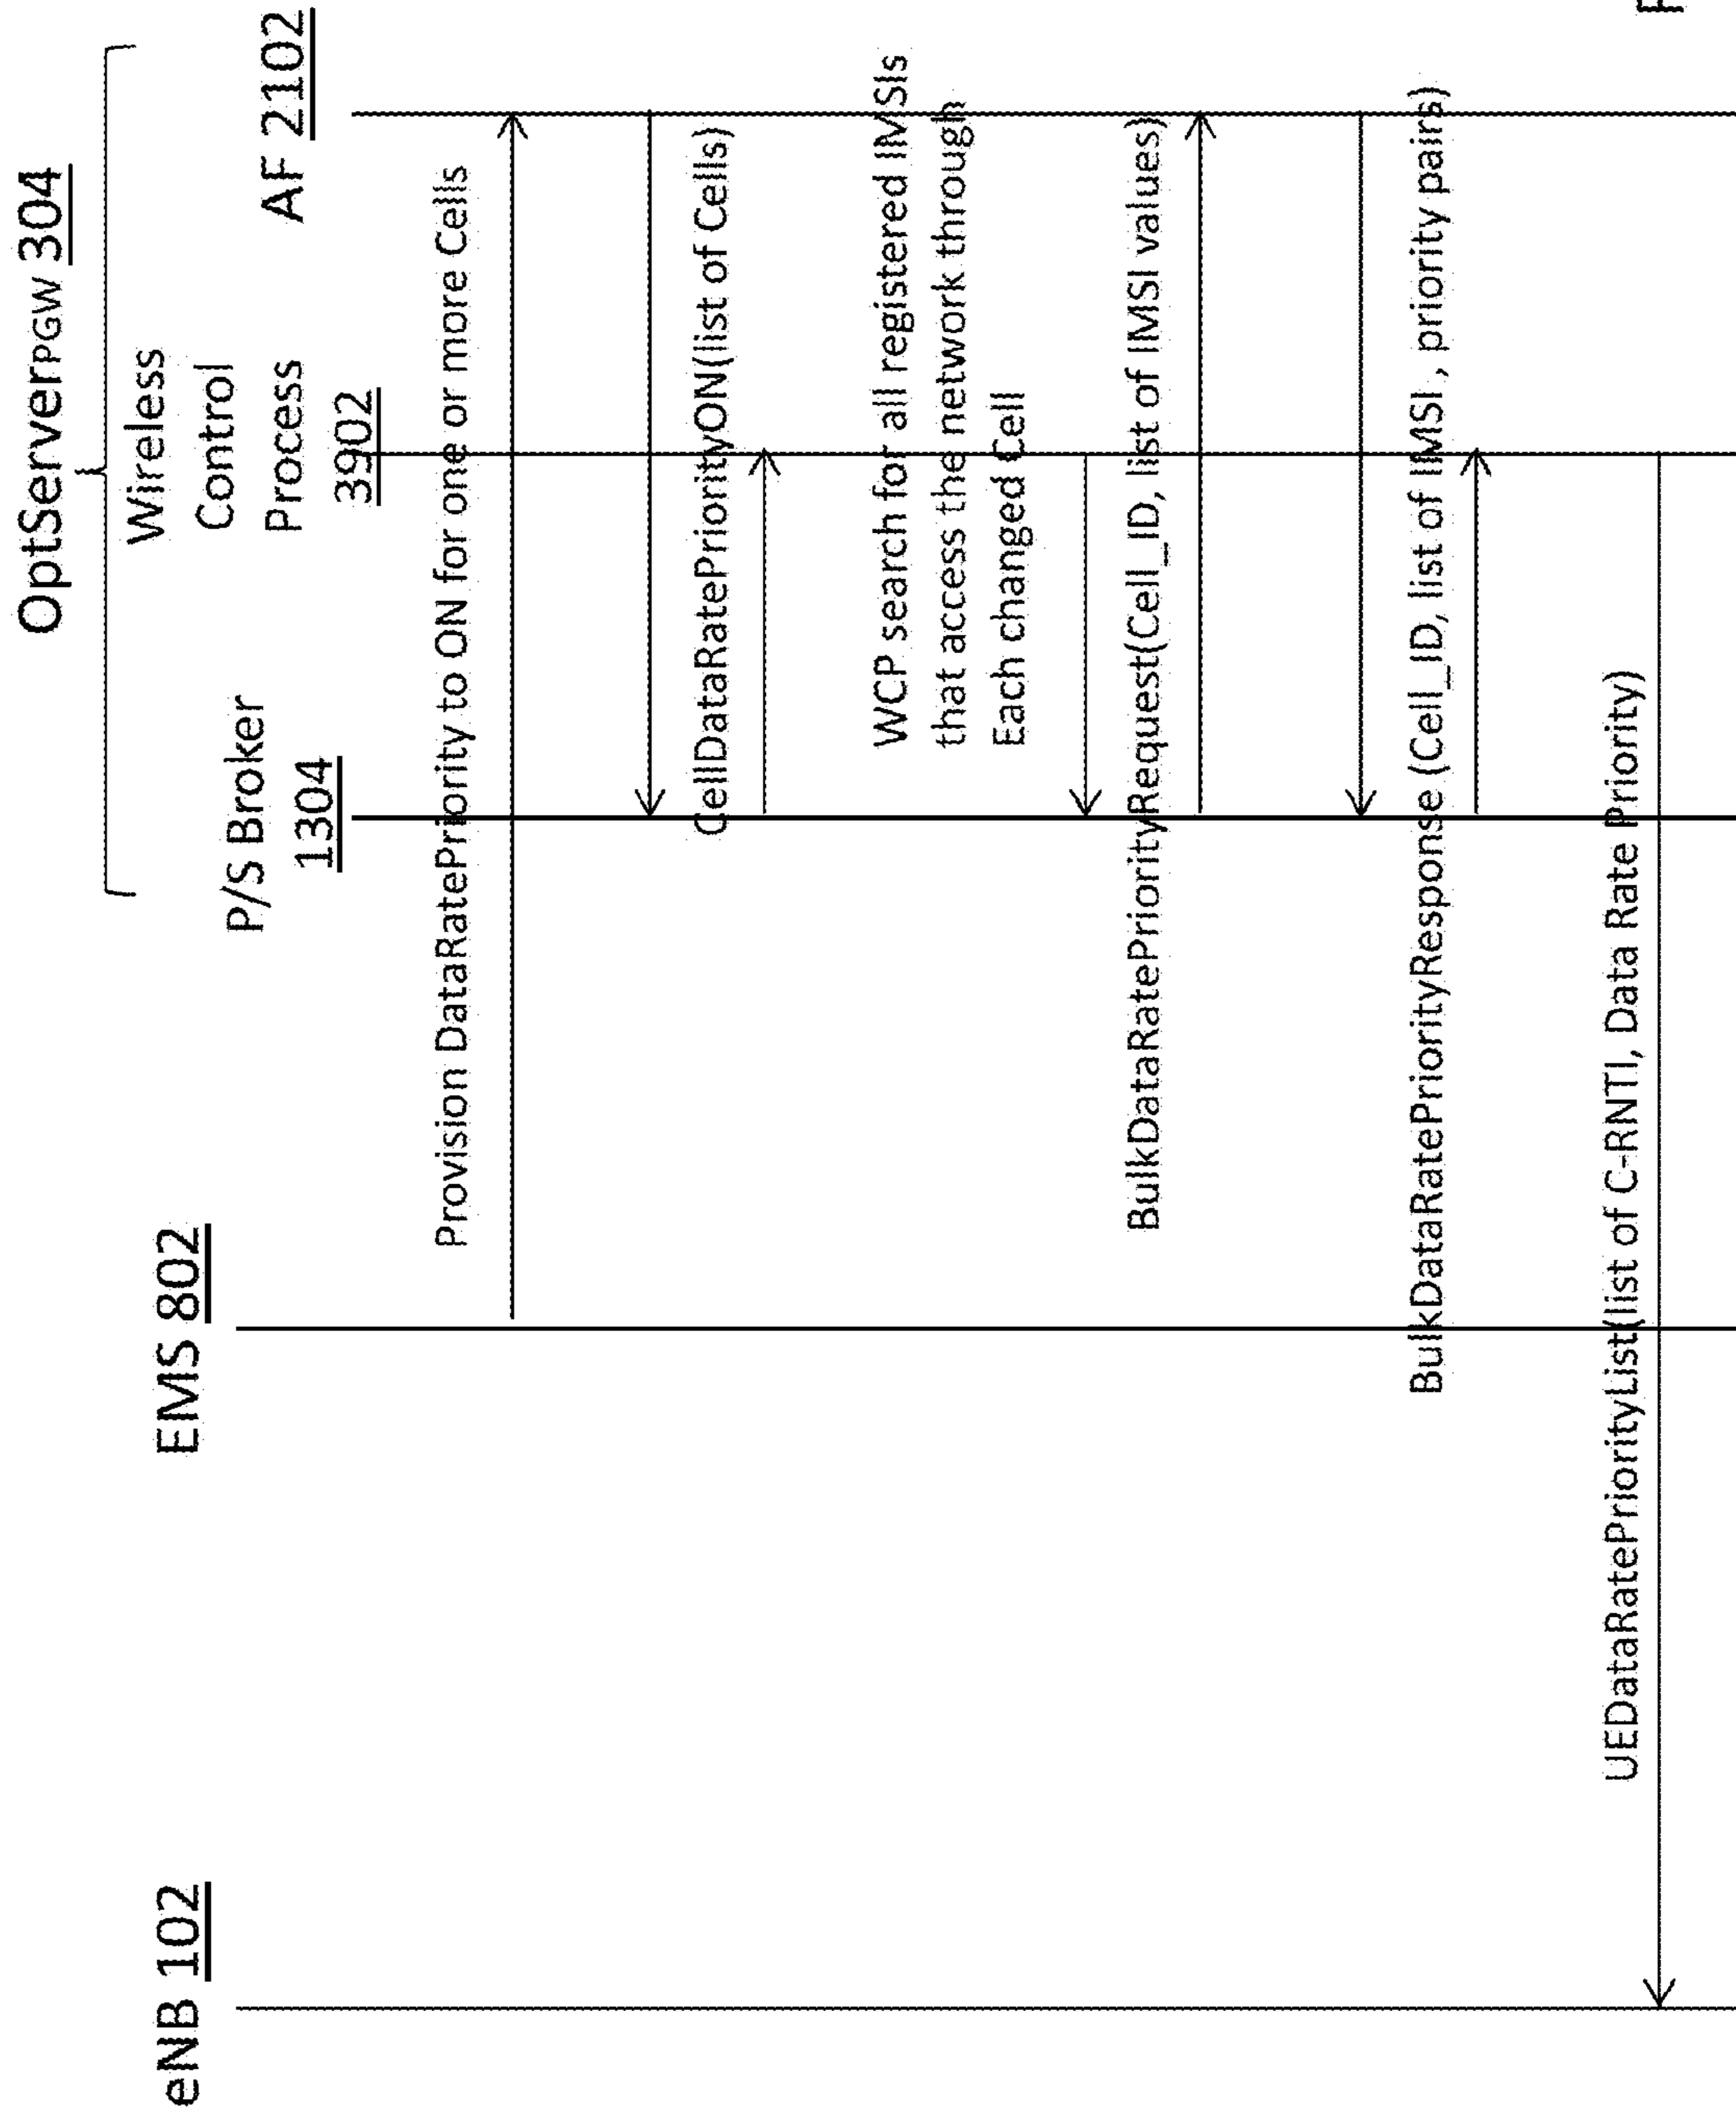 OptServerPGW 304
eNB 102
EMS 802
P/S Broker
1304
Wireless
Control
Process
3902
AF 2102
Provision DataRatePriority to ON for one or more Cells
CellDataRatePriorityON(list of Cells)
WCP search for all registered IMSIs
that access the network through
Each changed Cell
BulkDataRatePriorityRequest(Cell_ID, list of IMSI values)
BulkDataRatePriorityResponse (Cell_ID, list of IMSI , priority pairs)
UEDataRatePriorityList(list of C-RNTI, Data Rate Priority)